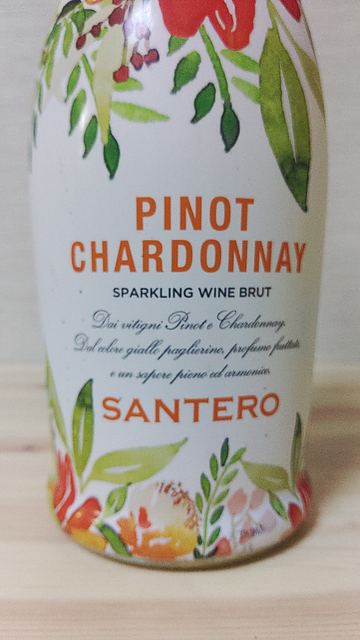 PINOT
CHARDONNAY
SPARKLING WINE BRUT
Dai vitigni Pinot e Chardonnay.
Dal colore giallo paglierino, profumo fruttato
e un sapore pieno ed armonico.
SANTERO